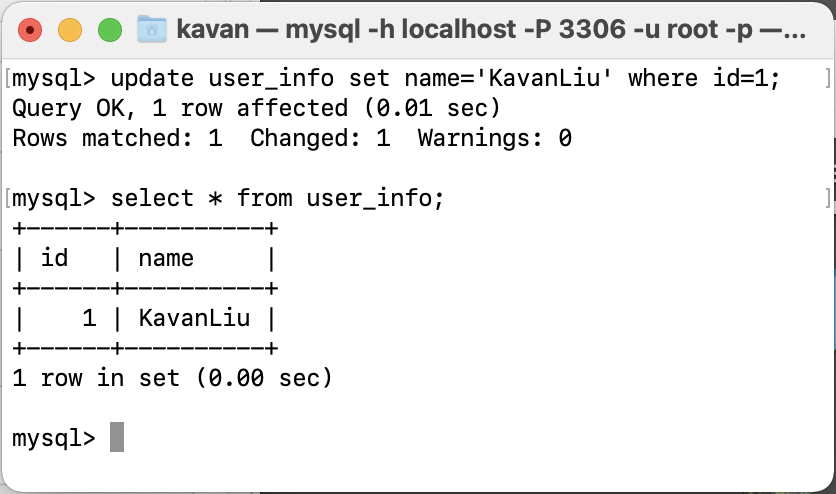 kavan — mysql -h localhost -P 3306 -u root -p —...
[mysql> update user_info set name='KavanLiu' where id=1; ]
Query OK, 1 row affected (0.01 sec)
Rows matched: 1  Changed: 1  Warnings: 0
[mysql> select * from user_info; ]
+------+----------+
| id   | name     |
+------+----------+
|    1 | KavanLiu |
+------+----------+
1 row in set (0.00 sec)
mysql>